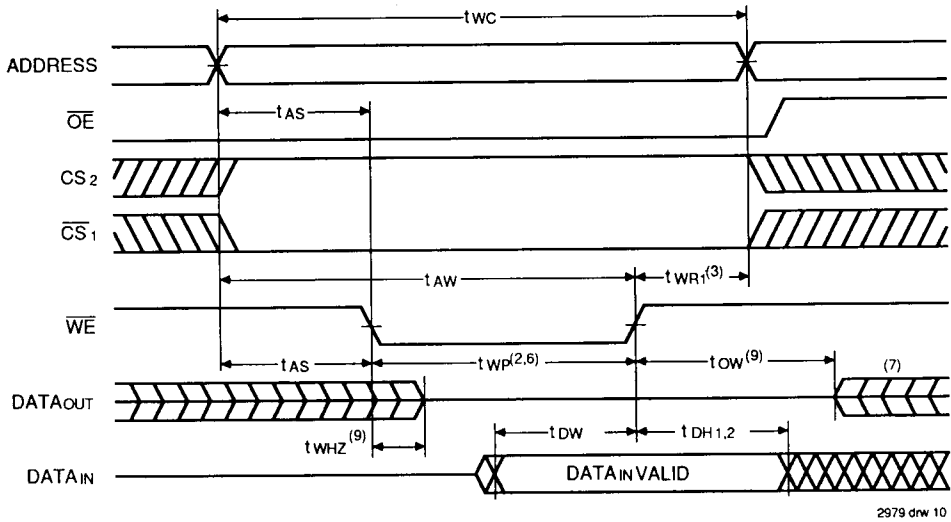 tWC
ADDRESS
tAS
OE
CS2
CS1
tAW
tWR1(3)
WE
tAS
tWP(2,6)
tOW(9)
(7)
DATAOUT
tWHZ(9)
tDW
tDH1,2
DATAIN
DATAIN VALID
2979 drw 10